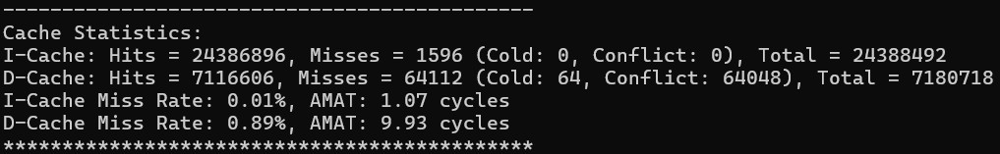 ---------------------------------------------
Cache Statistics:
I-Cache: Hits = 24386896, Misses = 1596 (Cold: 0, Conflict: 0), Total = 24388492
D-Cache: Hits = 7116606, Misses = 64112 (Cold: 64, Conflict: 64048), Total = 7180718
I-Cache Miss Rate: 0.01%, AMAT: 1.07 cycles
D-Cache Miss Rate: 0.89%, AMAT: 9.93 cycles
*********************************************